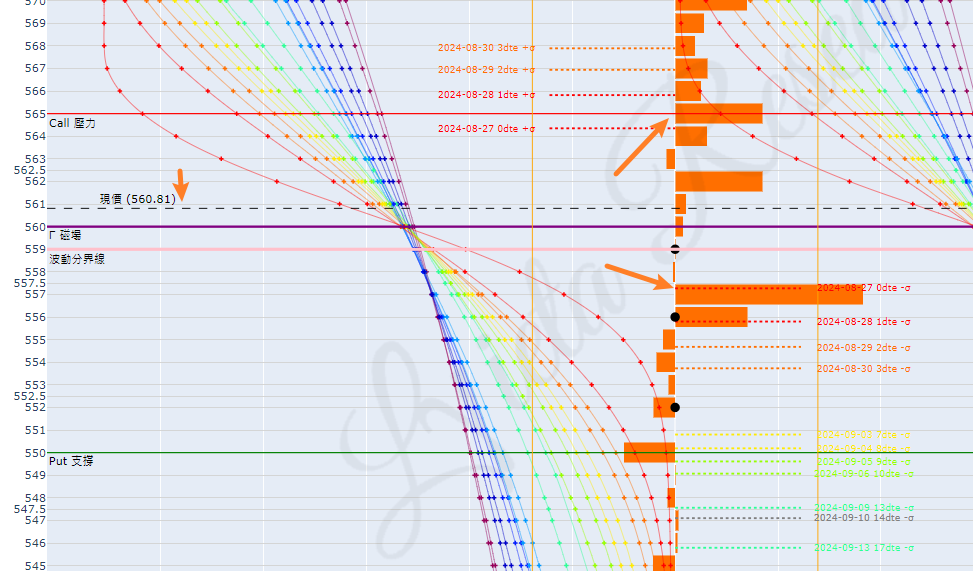 570
569
568
567
566
565
Call 壓力
564
563
562.5
562
現價 (560.81)
561
560
Γ 磁場
559
波動分界線
558
557.5
557
556
555
554
553
552.5
552
551
550
Put 支撐
549
548
547.5
547
546
545
2024-08-30 3dte +σ
2024-08-29 2dte +σ
2024-08-28 1dte +σ
2024-08-27 0dte +σ
2024-08-27 0dte -σ
2024-08-28 1dte -σ
2024-08-29 2dte -σ
2024-08-30 3dte -σ
2024-09-03 7dte -σ
2024-09-04 8dte -σ
2024-09-05 9dte -σ
2024-09-06 10dte -σ
2024-09-09 13dte -σ
2024-09-10 14dte -σ
2024-09-13 17dte -σ